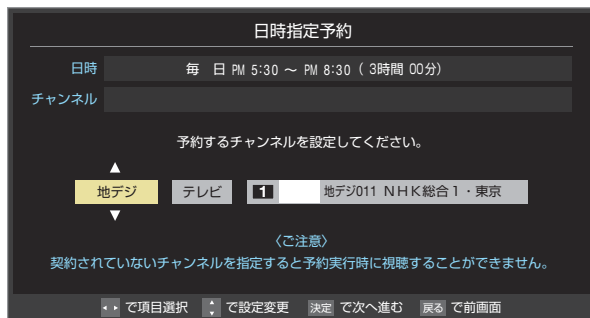 日時指定予約
日時 毎 日 PM 5:30 ～ PM 8:30 ( 3時間 00分)
チャンネル
予約するチャンネルを設定してください。
地デジ テレビ 1 地デジ011 NHK総合1・東京
〈ご注意〉
契約されていないチャンネルを指定すると予約実行時に視聴することができません。
で項目選択 で設定変更 決定 で次へ進む 戻る で前画面